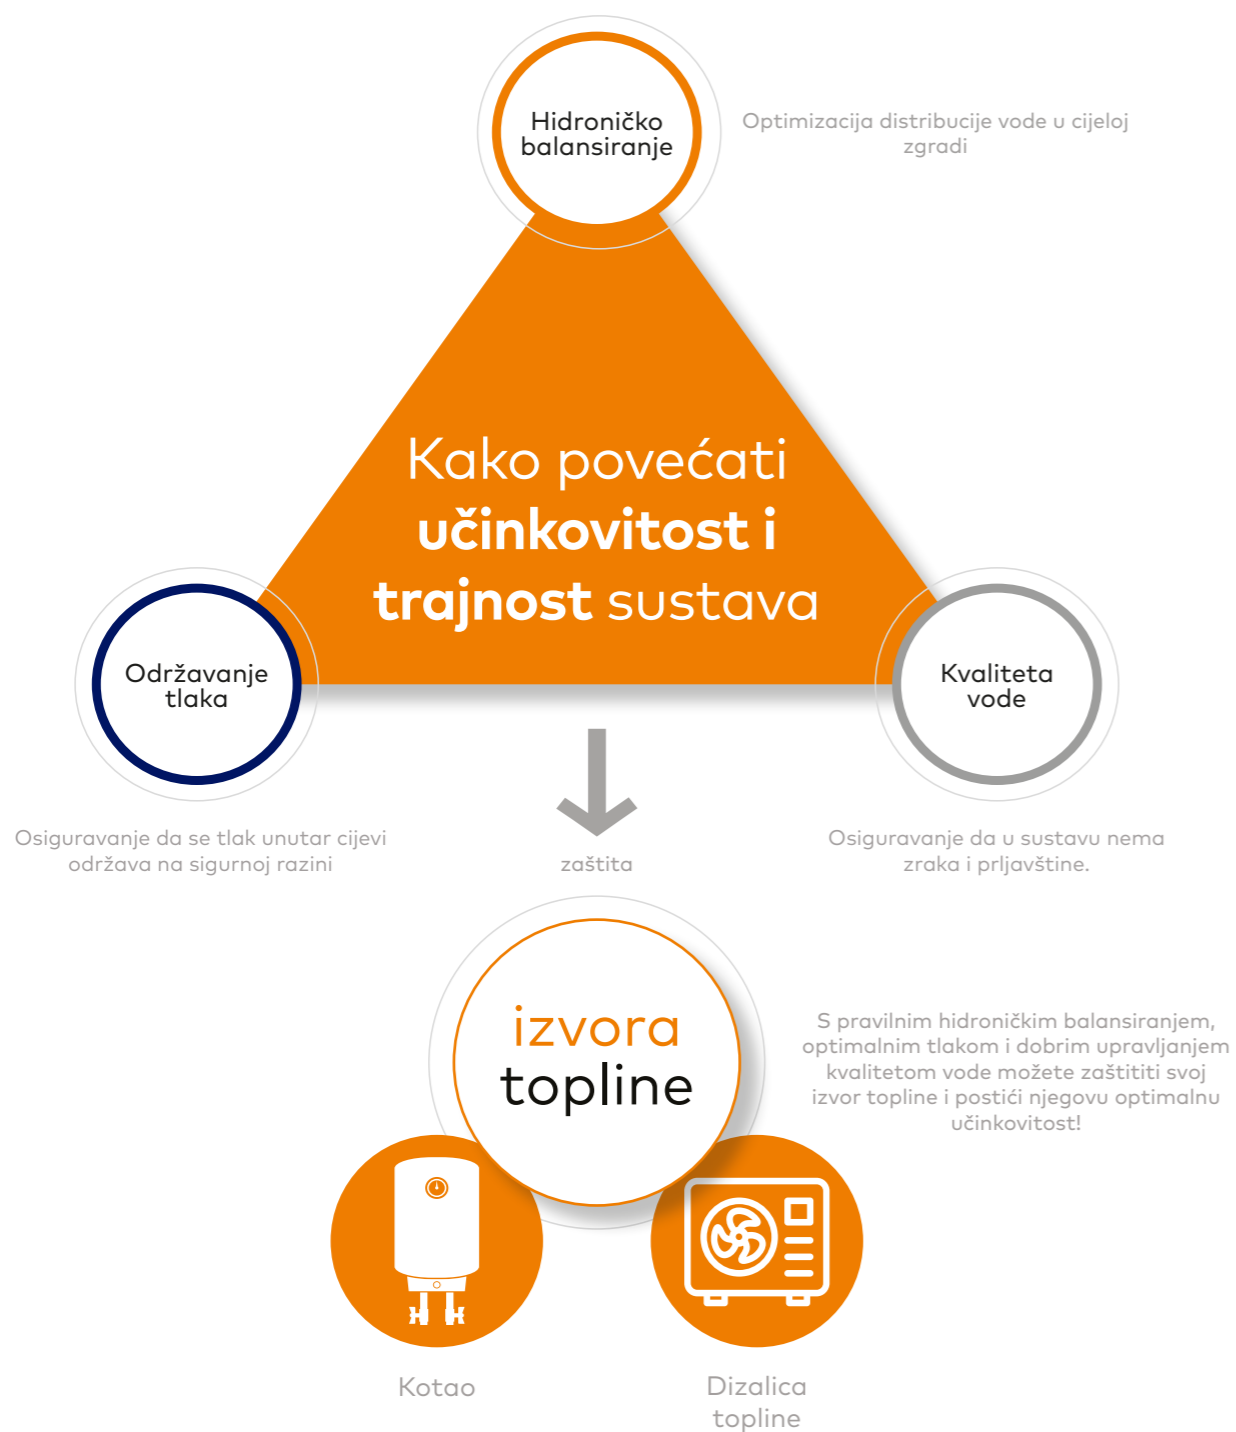 Hidroničko
balansiranje
Optimizacija distribucije vode u cijeloj
zgradi
Kako povećati
učinkovitost i
trajnost sustava
Održavanje
tlaka
Kvaliteta
vode
Osiguravanje da se tlak unutar cijevi
održava na sigurnoj razini
zaštita
Osiguravanje da u sustavu nema
zraka i prljavštine.
izvora
topline
S pravilnim hidroničkim balansiranjem,
optimalnim tlakom i dobrim upravljanjem
kvalitetom vode možete zaštititi svoj
izvor topline i postići njegovu optimalnu
učinkovitost!
Kotao
Dizalica
topline